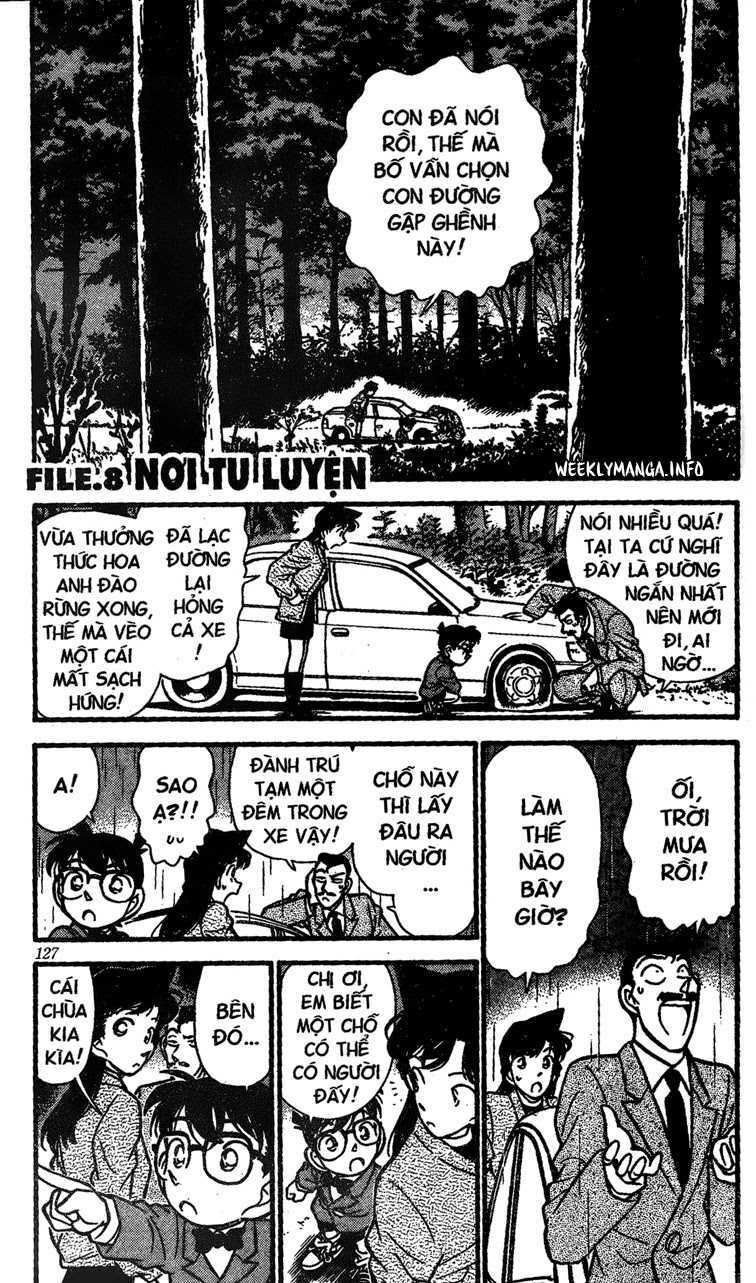 CON ĐÃ NÓI
RỒI, THẾ MÀ
BỐ VẪN CHỌN
CON ĐƯỜNG
GẬP GHỀNH
NÀY!
FILE.8 NƠI TU LUYỆN
WEEKLYMANGA.INFO
NÓI NHIỀU QUÁ!
TẠI TA CỨ NGHĨ
ĐÂY LÀ ĐƯỜNG
NGẮN NHẤT
NÊN MỚI
ĐI, AI
NGỜ...
ĐÃ LẠC
ĐƯỜNG
LẠI
HỎNG
CẢ XE
!
VỪA THƯỞNG
THỨC HOA
ANH ĐÀO
RỪNG XONG,
THẾ MÀ VÈO
MỘT CÁI
MẤT SẠCH
HỨNG!
ỐI,
TRỜI
MƯA
RỒI!
LÀM
THẾ
NÀO
BÂY
GIỜ?
CHỖ NÀY
THÌ LẤY
ĐÂU RA
NGƯỜI
...
ĐÀNH TRÚ
TẠM MỘT
ĐÊM TRONG
XE VẬY!
SAO
Ạ?!!
A!
127
CHỊ ƠI,
EM BIẾT
MỘT CHỖ
CÓ THỂ
CÓ NGƯỜI
ĐẤY!
BÊN
ĐÓ...
CÁI
CHÙA
KIA
KÌA!